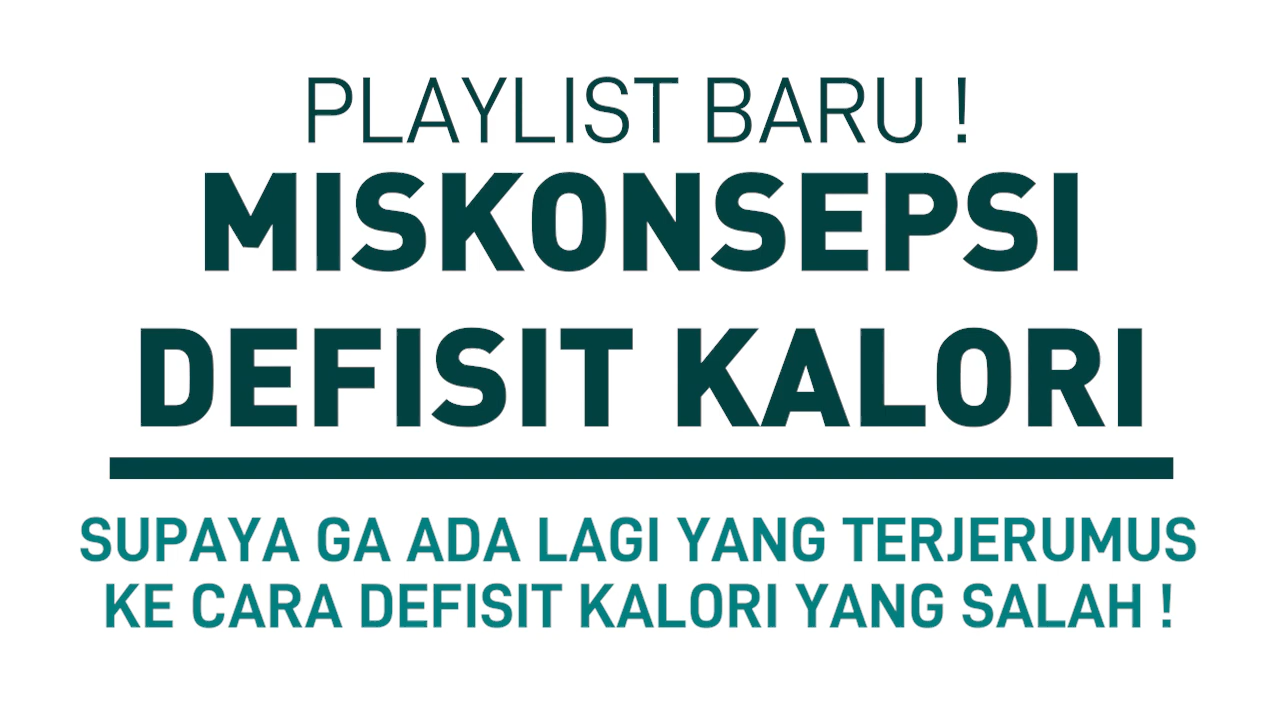 PLAYLIST BARU !
MISKONSEPSI
DEFISIT KALORI
SUPAYA GA ADA LAGI YANG TERJERUMUS
KE CARA DEFISIT KALORI YANG SALAH !